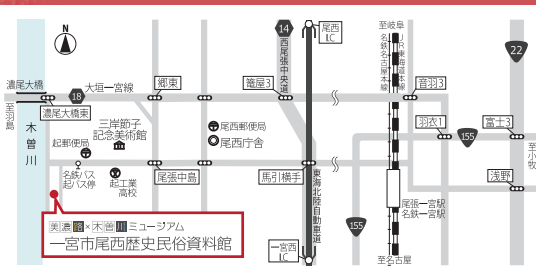 N
至岐阜
14
西尾張中央道
尾西
I.C
名鉄名古屋本線
JR東海道本線
22
濃尾大橋
大垣一宮線
郷東
篭屋3
音羽3
18
至羽島
濃尾大橋東
三岸節子
記念美術館
尾西郵便局
羽衣1
富士3
155
木曽川
起郵便局
尾西庁舎
至小牧
名鉄バス
起バス停
起工業
高校
尾張中島
馬引横手
浅野
東海北陸自動車道
尾張一宮駅
名鉄一宮駅
155
美濃路×木曽川ミュージアム
一宮市尾西歴史民俗資料館
一宮西
I.C
至名古屋